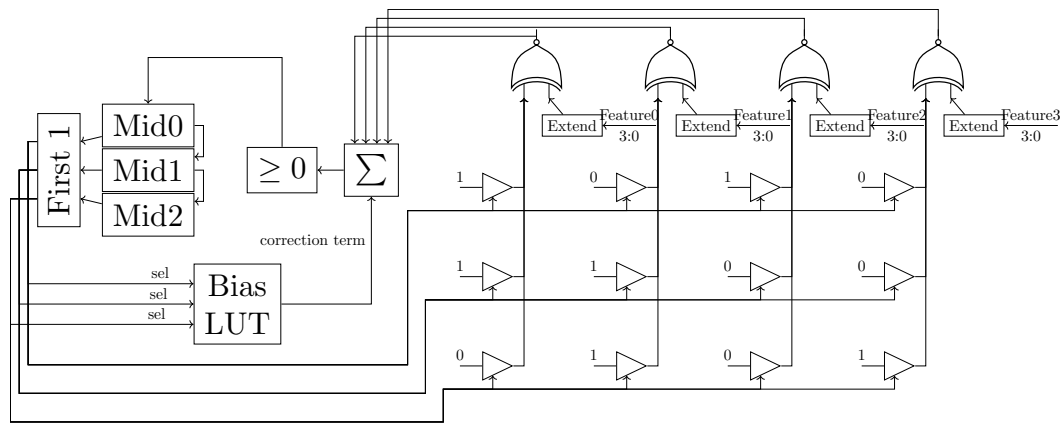 Mid0
Mid1
Mid2
First 1
≥ 0
∑
Extend
Feature0
3:0
Extend
Feature1
3:0
Extend
Feature2
3:0
Extend
Feature3
3:0
1
0
1
0
correction term
sel
sel
sel
Bias
LUT
1
1
0
0
0
1
0
1